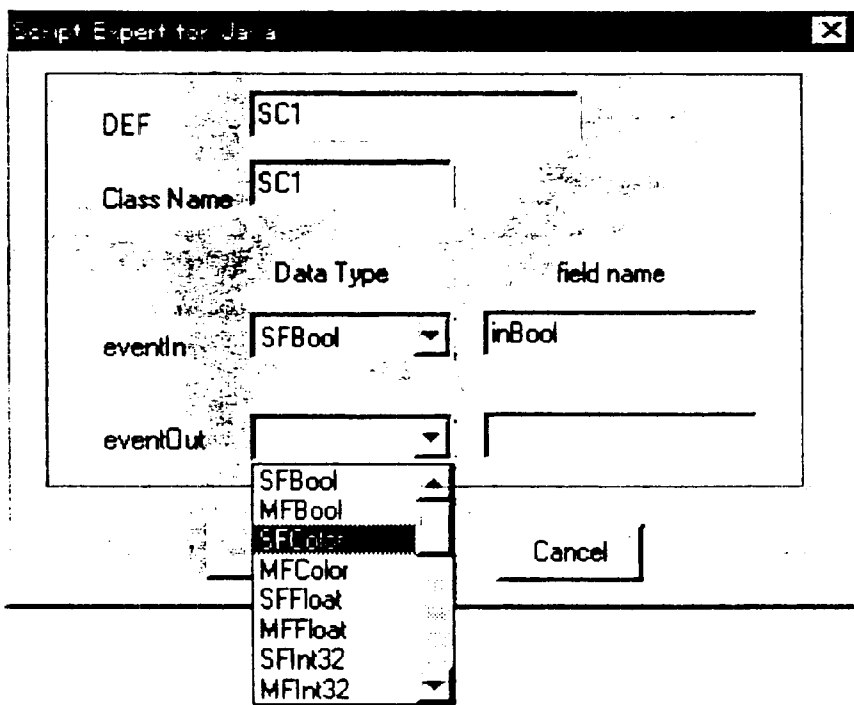 Script Expert for Java
DEF SC1
Class Name SC1
Data Type field name
eventIn SFBool inBool
eventOut
SFBool
MFBool
SFColor
MFColor
SFFloat
MFFloat
SFInt32
MFInt32
Cancel